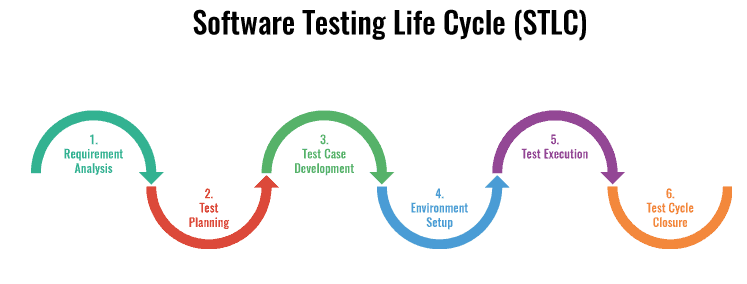 Software Testing Life Cycle (STLC)
1.
Requirement
Analysis
2.
Test
Planning
3.
Test Case
Development
4.
Environment
Setup
5.
Test Execution
6.
Test Cycle
Closure